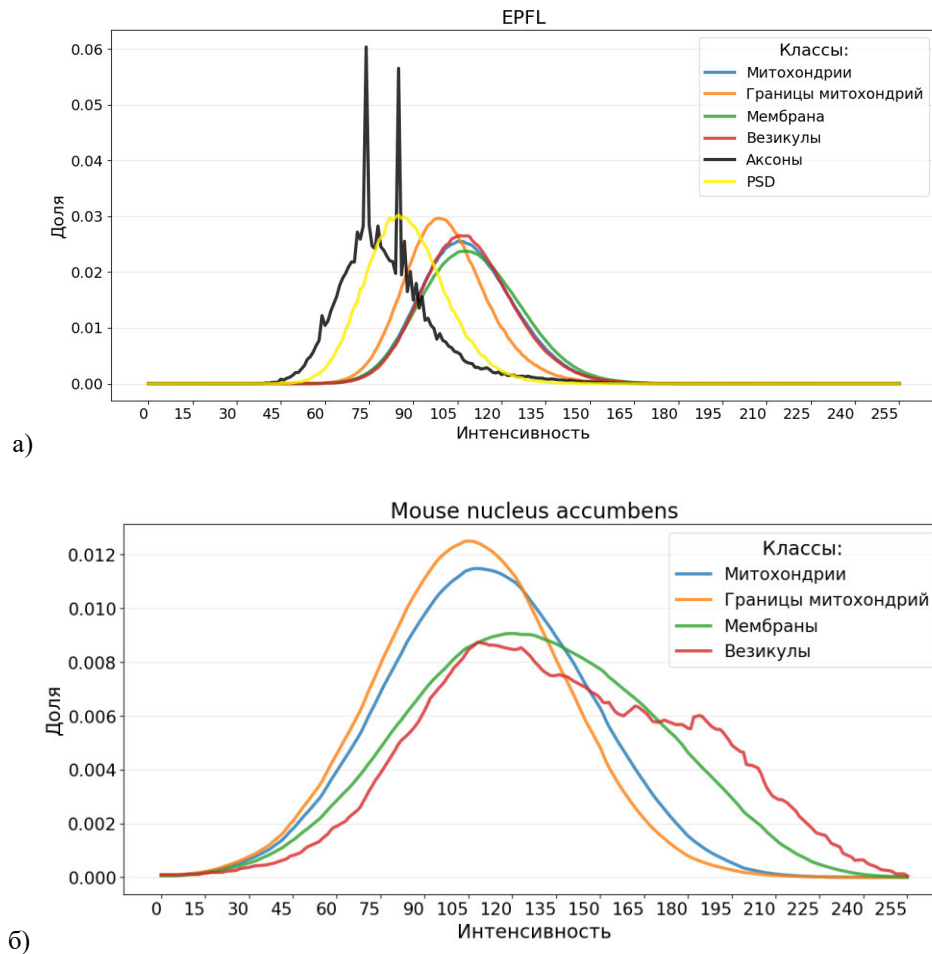 EPFL
Классы:
Митохондрии
Границы митохондрий
Мембрана
Везикулы
Аксоны
PSD
Доля
0.06
0.05
0.04
0.03
0.02
0.01
0.00
0 15 30 45 60 75 90 105 120 135 150 165 180 195 210 225 240 255
Интенсивность
а)
Mouse nucleus accumbens
Классы:
Митохондрии
Границы митохондрий
Мембраны
Везикулы
Доля
0.012
0.010
0.008
0.006
0.004
0.002
0.000
0 15 30 45 60 75 90 105 120 135 150 165 180 195 210 225 240 255
Интенсивность
б)